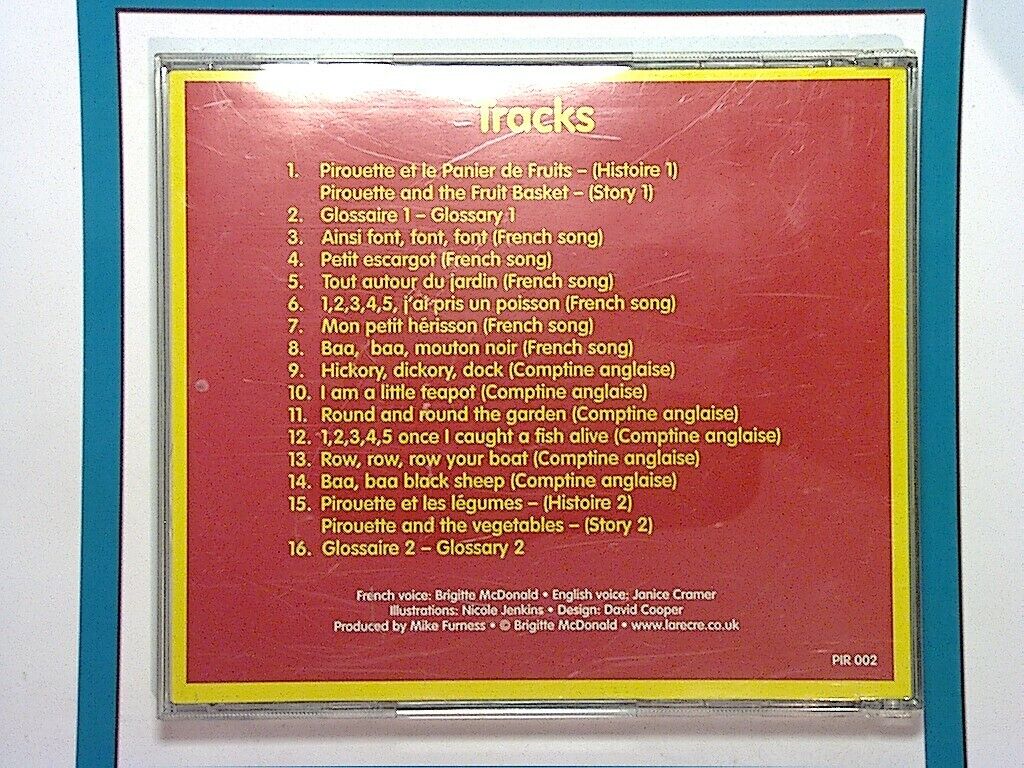 Tracks
1. Pirouette et le Panier de Fruits – (Histoire 1)
Pirouette and the Fruit Basket – (Story 1)
2. Glossaire 1 – Glossary 1
3. Ainsi font, font, font (French song)
4. Petit escargot (French song)
5. Tout autour du jardin (French song)
6. 1,2,3,4,5, j'ai pris un poisson (French song)
7. Mon petit hérisson (French song)
8. Baa, baa, mouton noir (French song)
9. Hickory, dickory, dock (Comptine anglaise)
10. I am a little teapot (Comptine anglaise)
11. Round and round the garden (Comptine anglaise)
12. 1,2,3,4,5 once I caught a fish alive (Comptine anglaise)
13. Row, row, row your boat (Comptine anglaise)
14. Baa, baa black sheep (Comptine anglaise)
15. Pirouette et les légumes – (Histoire 2)
Pirouette and the vegetables – (Story 2)
16. Glossaire 2 – Glossary 2
French voice: Brigitte McDonald • English voice: Janice Cramer
Illustrations: Nicole Jenkins • Design: David Cooper
Produced by Mike Furness • © Brigitte McDonald • www.larecre.co.uk
PIR 002